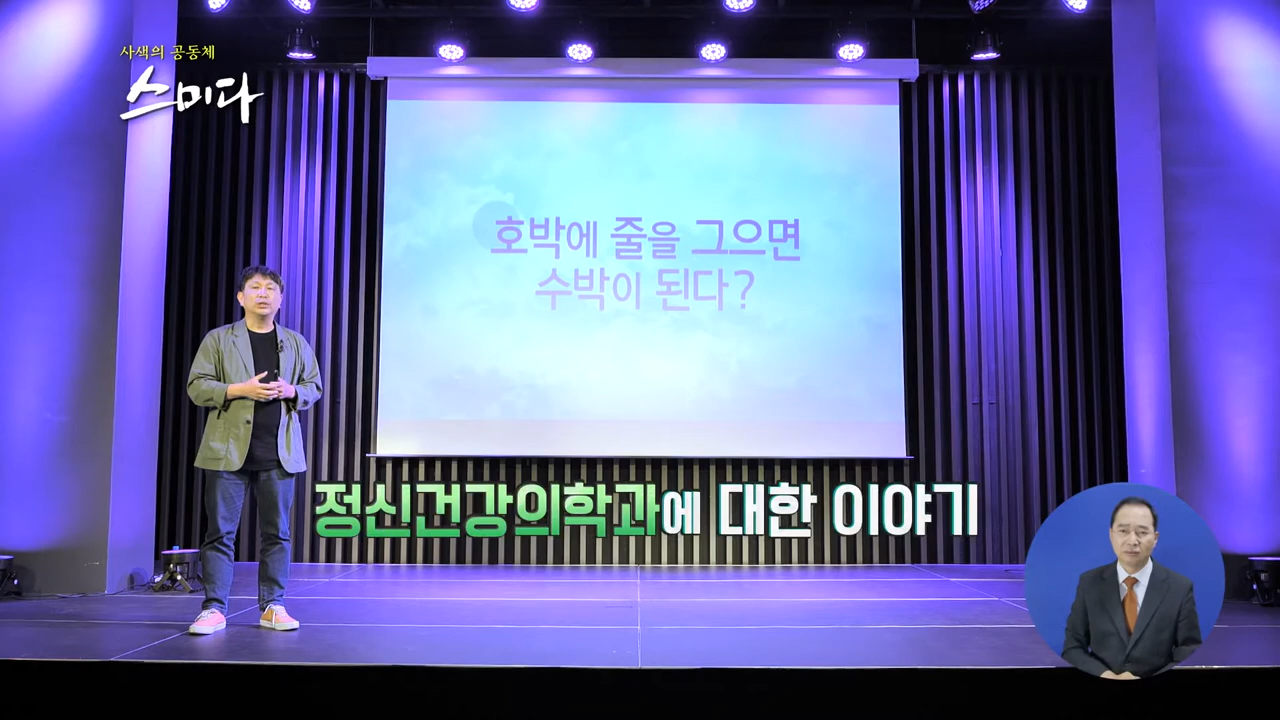 사색의 공동체
스미다
호박에 줄을 그으면
수박이 된다?
정신건강의학과에 대한 이야기